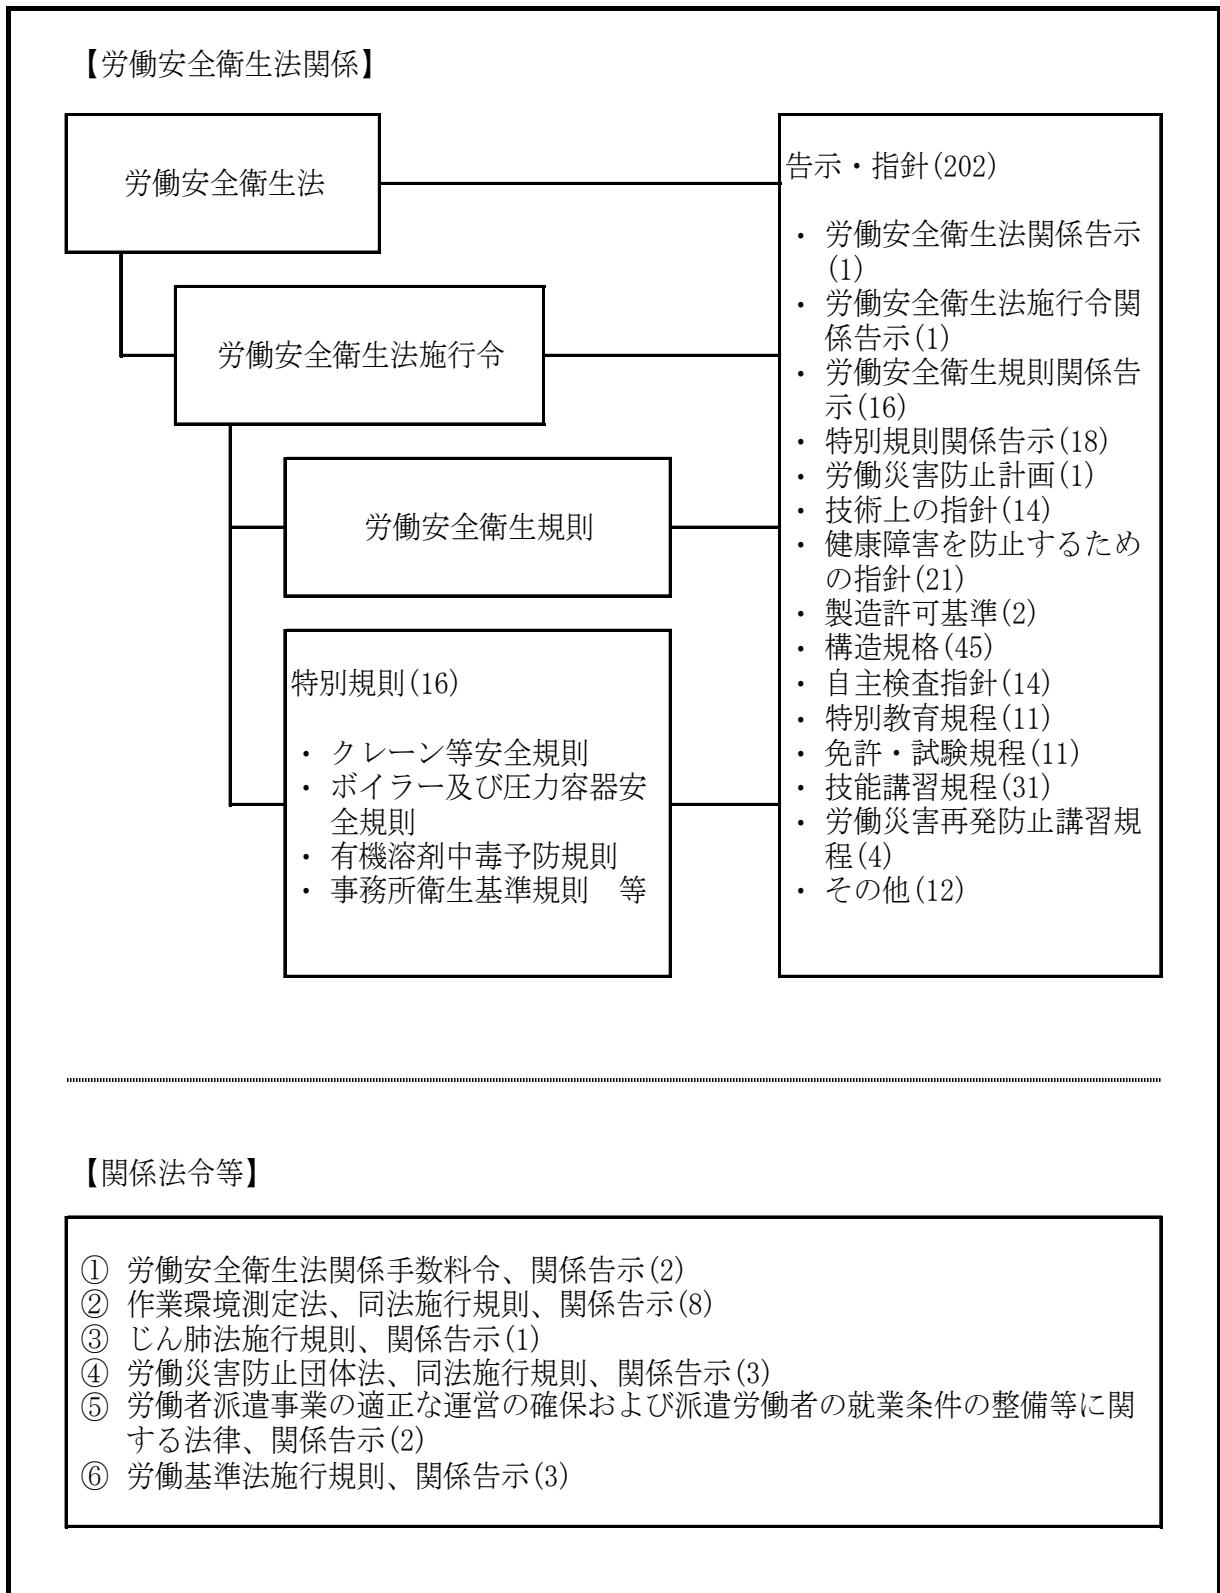 【労働安全衛生法関係】
労働安全衛生法
労働安全衛生法施行令
労働安全衛生規則
特別規則(16)
・ クレーン等安全規則
・ ボイラー及び圧力容器安
全規則
・ 有機溶剤中毒予防規則
・ 事務所衛生基準規則　等
告示・指針(202)
・ 労働安全衛生法関係告示
(1)
・ 労働安全衛生法施行令関
係告示(1)
・ 労働安全衛生規則関係告
示(16)
・ 特別規則関係告示(18)
・ 労働災害防止計画(1)
・ 技術上の指針(14)
・ 健康障害を防止するため
の指針(21)
・ 製造許可基準(2)
・ 構造規格(45)
・ 自主検査指針(14)
・ 特別教育規程(11)
・ 免許・試験規程(11)
・ 技能講習規程(31)
・ 労働災害再発防止講習規
程(4)
・ その他(12)
【関係法令等】
① 労働安全衛生法関係手数料令、関係告示(2)
② 作業環境測定法、同法施行規則、関係告示(8)
③ じん肺法施行規則、関係告示(1)
④ 労働災害防止団体法、同法施行規則、関係告示(3)
⑤ 労働者派遣事業の適正な運営の確保および派遣労働者の就業条件の整備等に関
する法律、関係告示(2)
⑥ 労働基準法施行規則、関係告示(3)